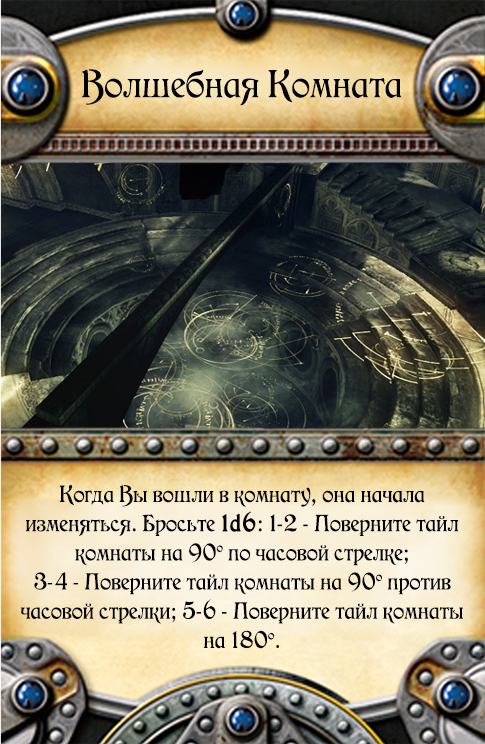 Волшебная Комната
Когда Вы вошли в комнату, она начала
изменяться. Бросьте 1d6: 1-2 - Поверните тайл
комнаты на 90° по часовой стрелке;
3-4 - Поверните тайл комнаты на 90° против
часовой стрелки; 5-6 - Поверните тайл комнаты
на 180°.